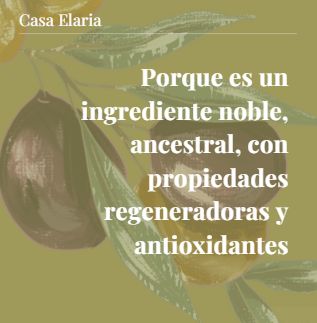 Casa Elaria
Porque es un
ingrediente noble,
ancestral, con
propiedades
regeneradoras y
antioxidantes